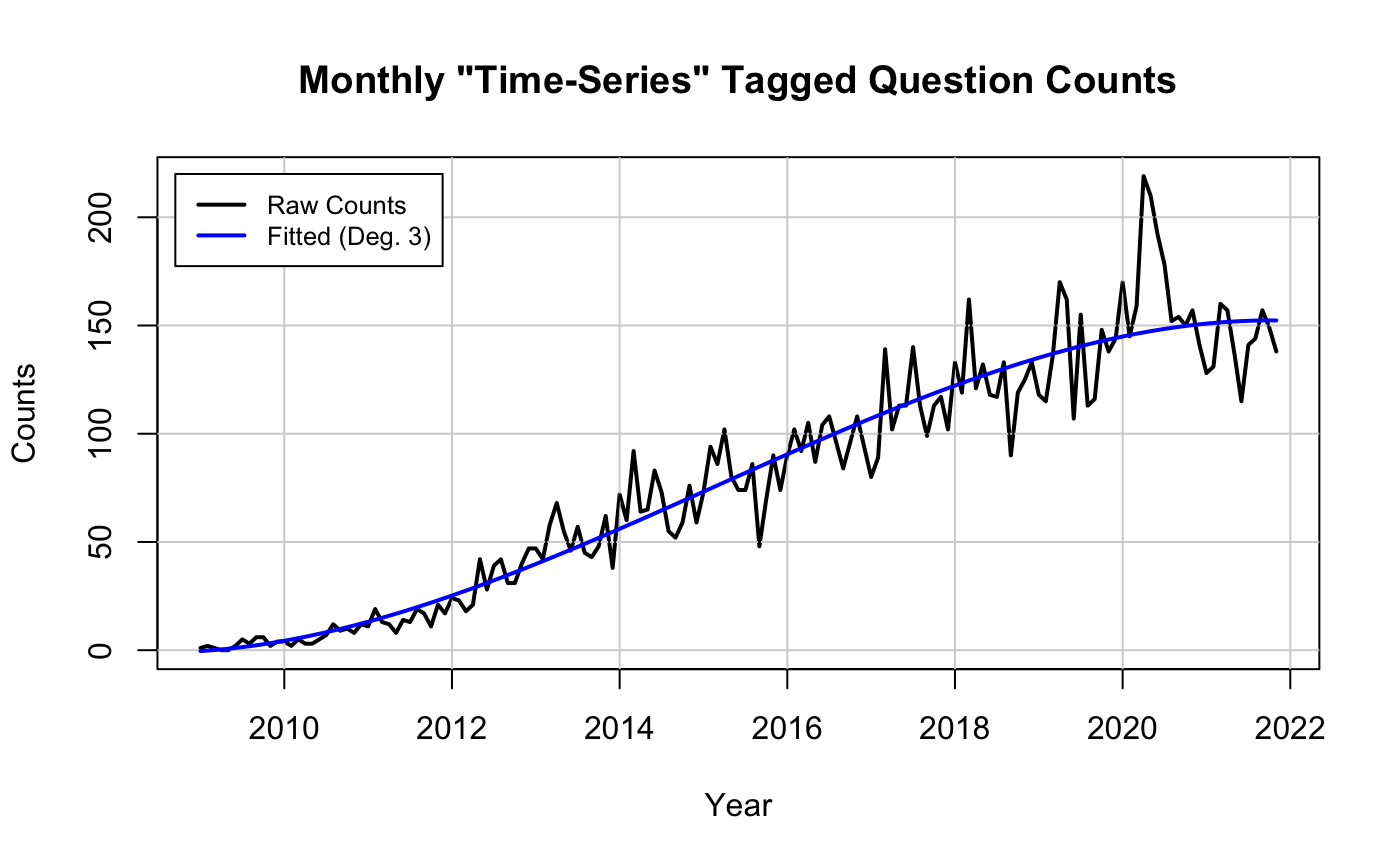 Monthly "Time-Series" Tagged Question Counts
Raw Counts
Fitted (Deg. 3)
Counts
200
150
100
50
0
2010 2012 2014 2016 2018 2020 2022
Year